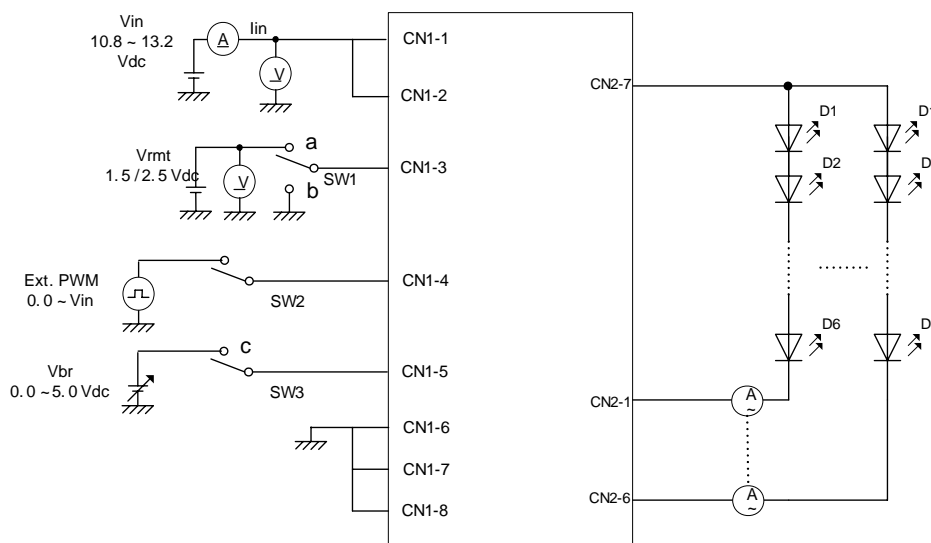 Vin
10.8 ~ 13.2
Vdc
A
Iin
V
CN1-1
CN1-2
Vrmt
1.5/2.5 Vdc
V
a
b
SW1
CN1-3
Ext. PWM
0.0 ~ Vin
SW2
CN1-4
Vbr
0.0 ~5.0 Vdc
c
SW3
CN1-5
CN1-6
CN1-7
CN1-8
CN2-7
D1
D2
D6
D
D
CN2-1
A
~
CN2-6
A
~